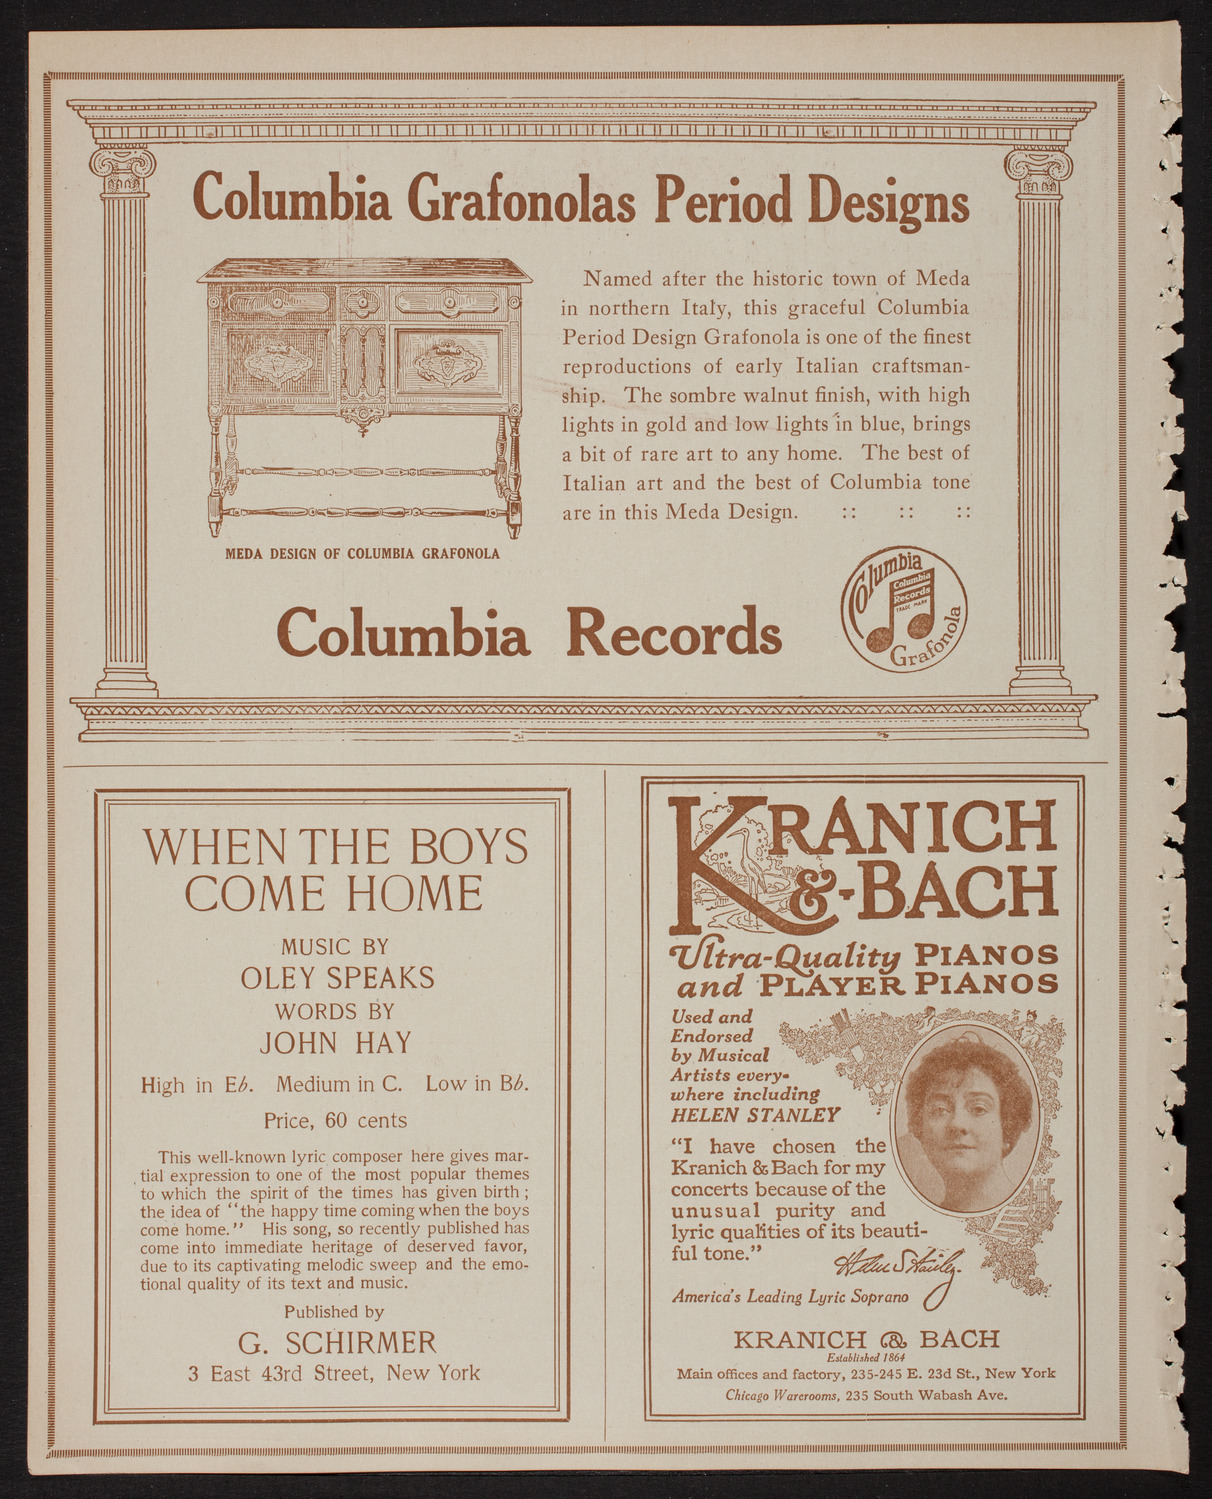 Columbia Grafonolas Period Designs
Named after the historic town of Meda
in northern Italy, this graceful Columbia
Period Design Grafonola is one of the finest
reproductions of early Italian craftsman-
ship. The sombre walnut finish, with high
lights in gold and low lights in blue, brings
a bit of rare art to any home. The best of
Italian art and the best of Columbia tone
are in this Meda Design. :: :: ::
MEDA DESIGN OF COLUMBIA GRAFONOLA
Columbia Records
Columbia
Columbia
Records
TRADE MARK
Grafonola
WHEN THE BOYS
COME HOME
MUSIC BY
OLEY SPEAKS
WORDS BY
JOHN HAY
High in E♭. Medium in C. Low in B♭.
Price, 60 cents
This well-known lyric composer here gives mar-
tial expression to one of the most popular themes
to which the spirit of the times has given birth;
the idea of "the happy time coming when the boys
come home." His song, so recently published has
come into immediate heritage of deserved favor,
due to its captivating melodic sweep and the emo-
tional quality of its text and music.
Published by
G. SCHIRMER
3 East 43rd Street, New York
KRANICH
&-BACH
Ultra-Quality PIANOS
and PLAYER PIANOS
Used and
Endorsed
by Musical
Artists every-
where including
HELEN STANLEY
"I have chosen the
Kranich & Bach for my
concerts because of the
unusual purity and
lyric qualities of its beauti-
ful tone."
Helen Stanley.
America's Leading Lyric Soprano
KRANICH & BACH
Established 1864
Main offices and factory, 235-245 E. 23d St., New York
Chicago Warerooms, 235 South Wabash Ave.